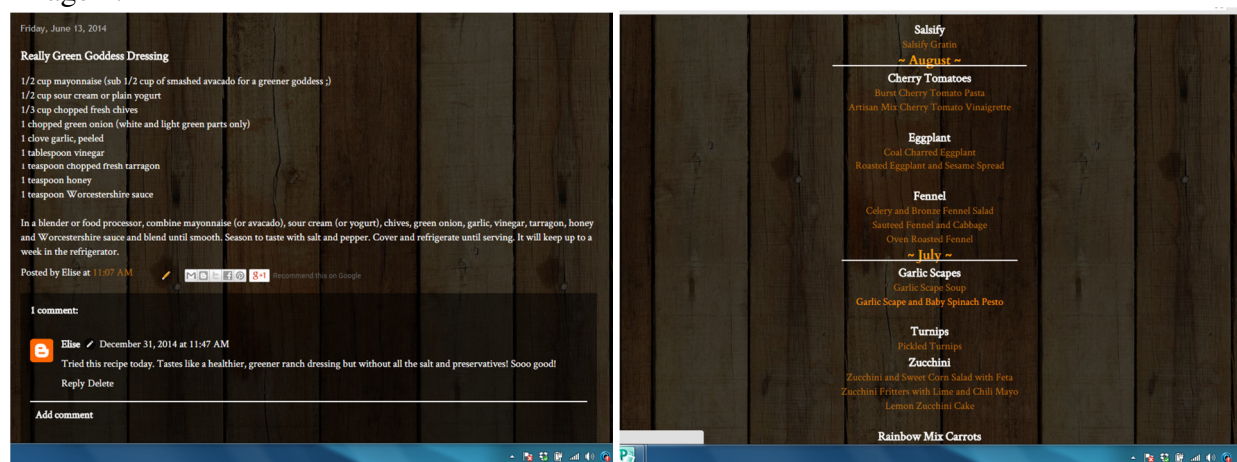 Friday, June 13, 2014
Really Green Goddess Dressing
1/2 cup mayonnaise (sub 1/2 cup of smashed avacado for a greener goddess ;)
1/2 cup sour cream or plain yogurt
1/3 cup chopped fresh chives
1 chopped green onion (white and light green parts only)
1 clove garlic, peeled
1 tablespoon vinegar
1 teaspoon chopped fresh tarragon
1 teaspoon honey
1 teaspoon Worcestershire sauce
In a blender or food processor, combine mayonnaise (or avacado), sour cream (or yogurt), chives, green onion, garlic, vinegar, tarragon, honey
and Worcestershire sauce and blend until smooth. Season to taste with salt and pepper. Cover and refrigerate until serving. It will keep up to a
week in the refrigerator.
Posted by Elise at 11:07 AM
g+1 Recommend this on Google
1 comment:
Elise December 31, 2014 at 11:47 AM
Tried this recipe today. Tastes like a healthier, greener ranch dressing but without all the salt and preservatives! Sooo good!
Reply Delete
Add comment
Salsify
Salsify Gratin
~ August ~
Cherry Tomatoes
Burst Cherry Tomato Pasta
Artisan Mix Cherry Tomato Vinaigrette
Eggplant
Coal Charred Eggplant
Roasted Eggplant and Sesame Spread
Fennel
Celery and Bronze Fennel Salad
Sauteed Fennel and Cabbage
Oven Roasted Fennel
~ July ~
Garlic Scapes
Garlic Scape Soup
Garlic Scape and Baby Spinach Pesto
Turnips
Pickled Turnips
Zucchini
Zucchini and Sweet Corn Salad with Feta
Zucchini Fritters with Lime and Chili Mayo
Lemon Zucchini Cake
Rainbow Mix Carrots